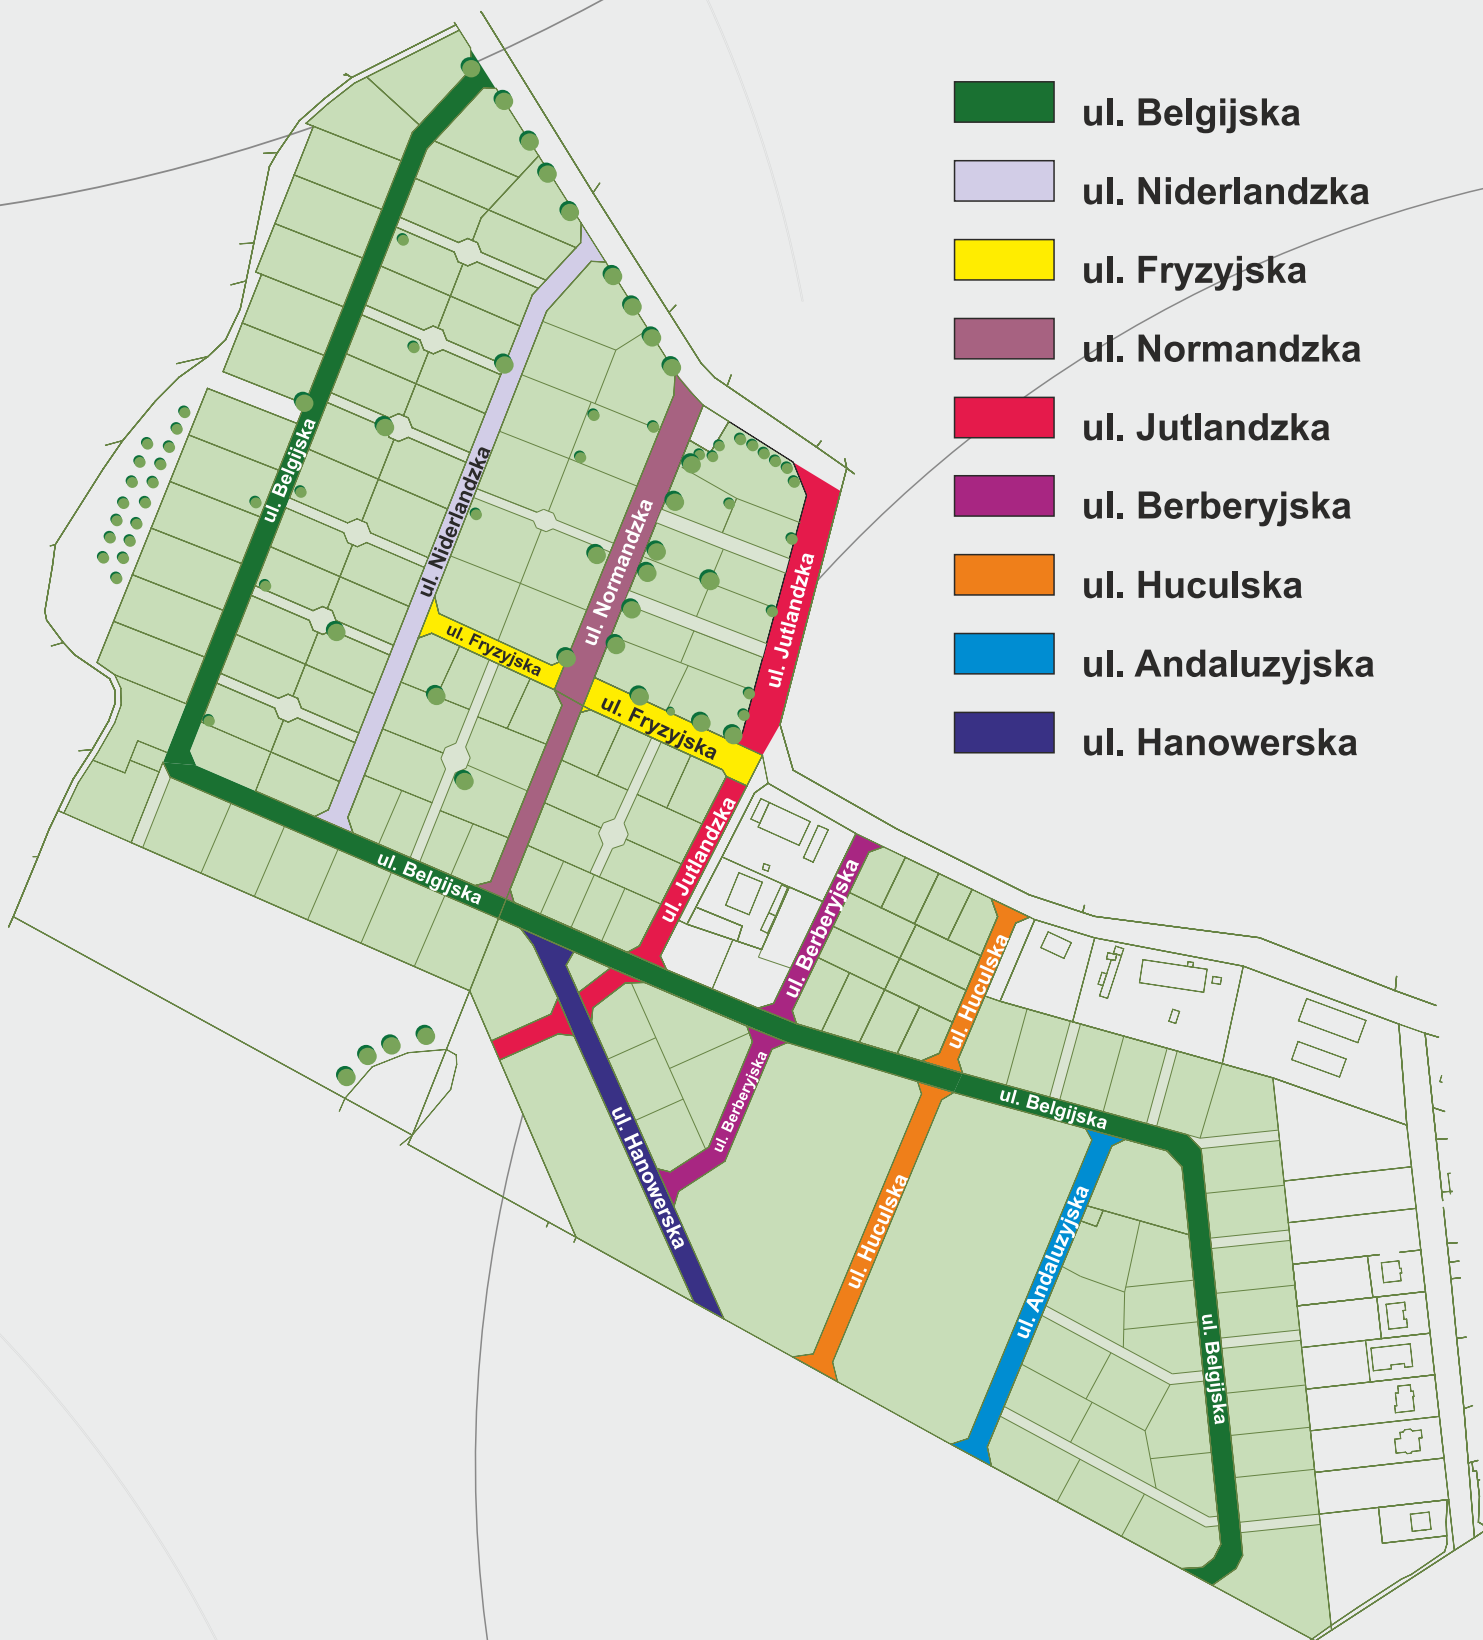 ul. Belgijska
ul. Niderlandzka
ul. Fryzyjska
ul. Normandzka
ul. Jutlandzka
ul. Berberyjska
ul. Huculska
ul. Andaluzyjska
ul. Hanowerska
ul. Belgijska
ul. Niderlandzka
ul. Normandzka
ul. Jutlandzka
ul. Fryzyjska
ul. Fryzyjska
ul. Jutlandzka
ul. Belgijska
ul. Berberyjska
ul. Huculska
ul. Berberyjska
ul. Belgijska
ul. Hanowerska
ul. Huculska
ul. Andaluzyjska
ul. Belgijska